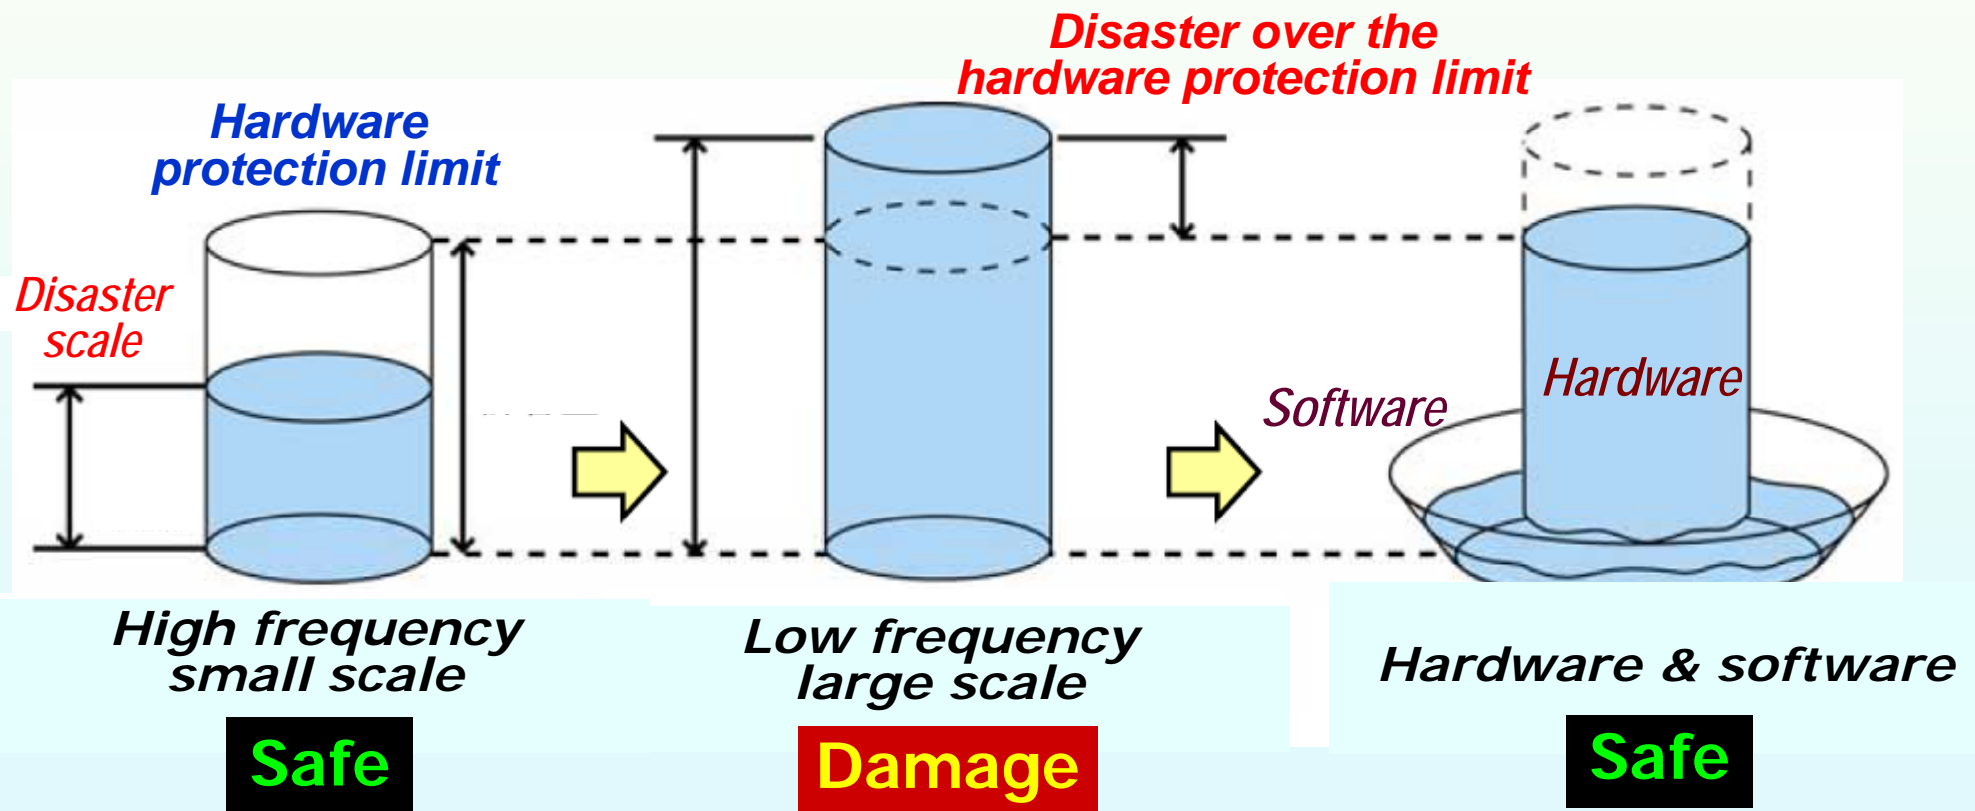 Disaster over the
hardware protection limit
Hardware
protection limit
Disaster
scale
Software
Hardware
High frequency
small scale
Low frequency
large scale
Hardware & software
Safe
Damage
Safe